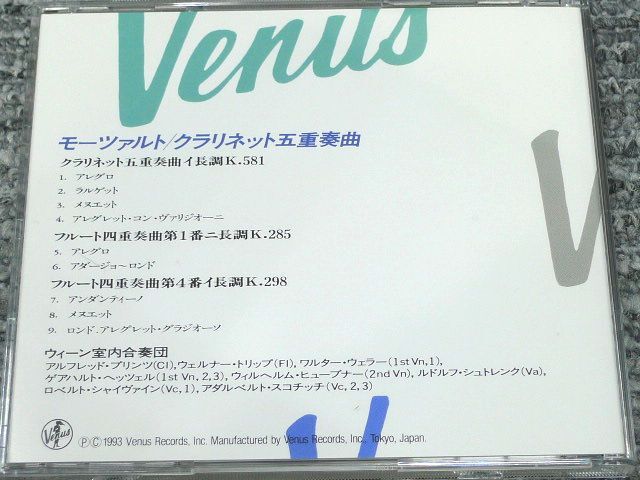 Venus
モーツァルト/クラリネット五重奏曲
クラリネット五重奏曲イ長調K.581
1. アレグロ
2. ラルゲット
3. メヌエット
4. アレグレット・コン・ヴァリジオーニ
フルート四重奏曲第1番ニ長調K.285
5. アレグロ
6. アダージョ〜ロンド
フルート四重奏曲第4番イ長調K.298
7. アンダンティーノ
8. メヌエット
9. ロンド.アレグレット・グラジオーソ
ウィーン室内合奏団
アルフレッド・プリンツ(Cl),ウェルナー・トリップ(Fl),ワルター・ウェラー(1st Vn,1),
ゲアハルト・ヘッツェル(1st Vn,2,3),ウィルヘルム・ヒューブナー(2nd Vn),ルドルフ・シュトレンク(Va)
ロベルト・シャイヴァイン(Vc,1),アダルベルト・スコチッチ(Vc,2,3)
Venus
ⓅⒸ1993 Venus Records, Inc. Manufactured by Venus Records, Inc., Tokyo, Japan.